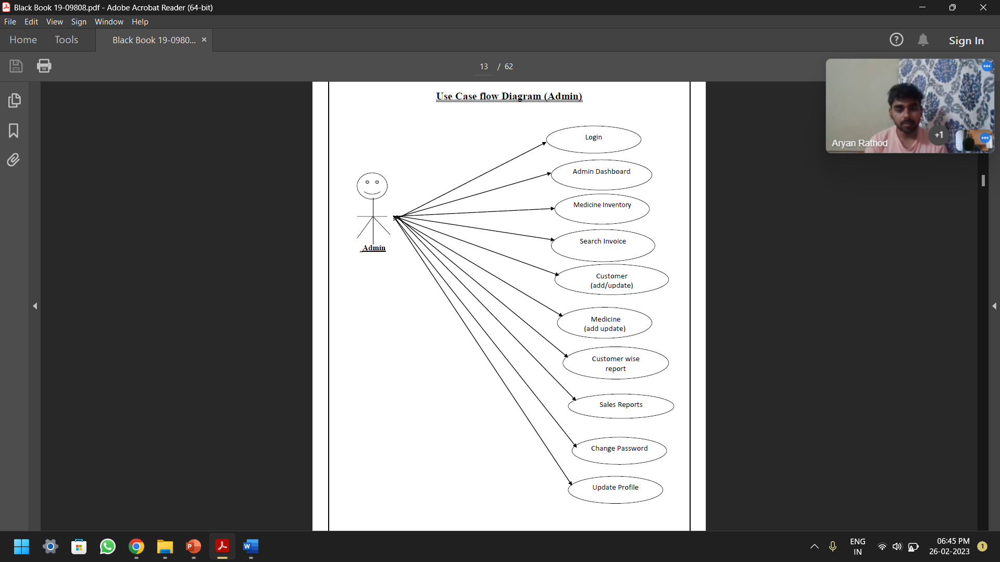 Black Book 19-09808.pdf - Adobe Acrobat Reader (64-bit)
File Edit View Sign Window Help
Home Tools Black Book 19-0980... × Sign In
13 / 62
Use Case flow Diagram (Admin)
Login
Admin Dashboard
Medicine Inventory
Search Invoice
Customer
(add/update)
Medicine
(add update)
Customer wise
report
Sales Reports
Change Password
Update Profile
Admin
Aryan Rathod
+1
ENG
IN
06:45 PM
26-02-2023
1